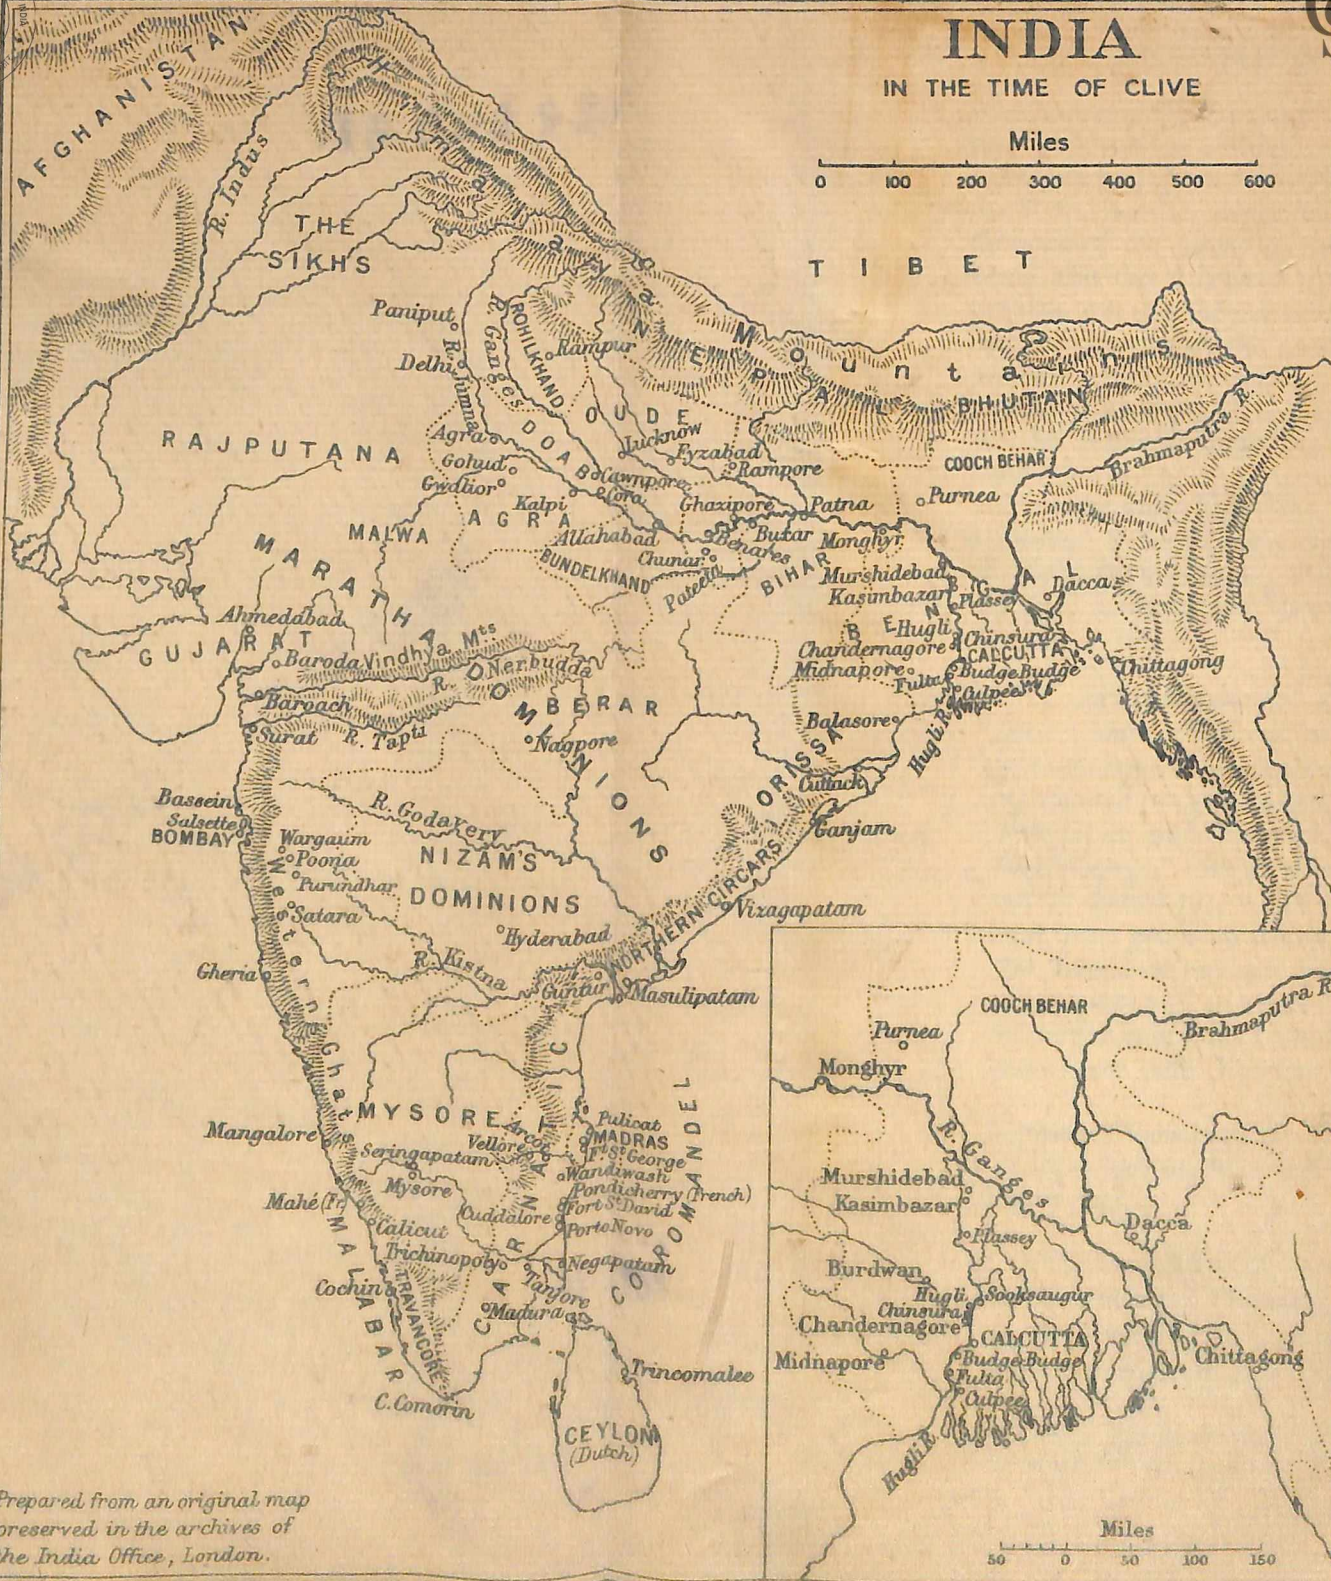 INDIA
IN THE TIME OF CLIVE
Miles
0 100 200 300 400 500 600
AFGHANISTAN
R. Indus
Himalaya Mountains
THE
SIKHS
TIBET
Paniput
R. Jumna
R. Ganges
ROHILKHAND
Rampur
NEPAL
Delhi
BHUTAN
OUDE
DOAB
RAJPUTANA
Agra
Lucknow
Fyzabad
Rampore
COOCH BEHAR
Brahmaputra R.
Gohud
Gwalior
Cawnpore
Cora
Kalpi
Ghazipore
Patna
Purnea
MALWA
AGRA
Allahabad
Benares
Buxar
Monghyr
Chunar
BUNDELKHAND
Pateeta
BIHAR
MARATHA DOMINIONS
Murshidebad
Kasimbazar
Plassey
BENGAL
Dacca
Ahmedabad
GUJARAT
Hugli
Chinsura
Chandernagore
CALCUTTA
Baroda
Vindhya Mts
R. Nerbudda
Midnapore
Budge Budge
Fulta
Culpee
Chittagong
Baroach
BERAR
Surat
R. Tapti
Nagpore
Balasore
Hugli R.
ORISSA
Cuttack
Bassein
Salsette
BOMBAY
R. Godavery
Ganjam
Wargaum
Poona
NIZAM'S
DOMINIONS
Purundhar
Satara
NORTHERN CIRCARS
Vizagapatam
Hyderabad
Western Ghats
R. Kistna
Gheria
Guntur
Masulipatam
CARNATIC
COROMANDEL
MYSORE
Arcot
Pulicat
MADRAS
Ft St George
Mangalore
Vellore
Seringapatam
Wandiwash
Mysore
Pondicherry (French)
Mahé (Fr)
Fort St David
Cuddalore
Porto Novo
MALABAR
Calicut
Trichinopoly
Negapatam
Tanjore
Cochin
TRAVANCORE
Madura
Trincomalee
C. Comorin
CEYLON
(Dutch)
Prepared from an original map
preserved in the archives of
the India Office, London.
COOCH BEHAR
Brahmaputra R
Purnea
Monghyr
R. Ganges
Murshidebad
Kasimbazar
Plassey
Dacca
Burdwan
Hugli
Sooksaugur
Chinsura
Chandernagore
CALCUTTA
Midnapore
Budge Budge
Fulta
Culpee
Chittagong
Hugli R.
Miles
50 0 50 100 150